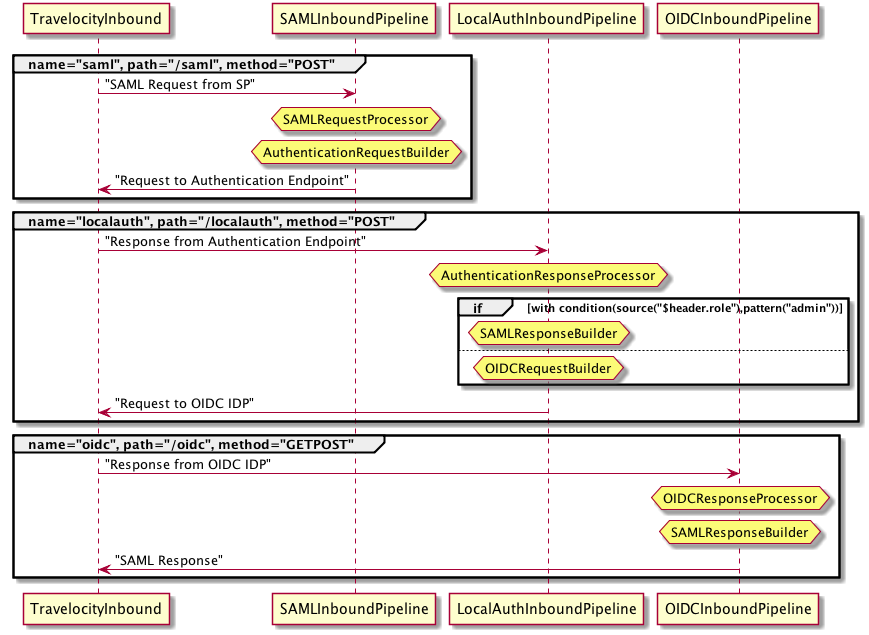 TravelocityInbound SAMLInboundPipeline LocalAuthInboundPipeline OIDCInboundPipeline
name="saml", path="/saml", method="POST"
"SAML Request from SP"
SAMLRequestProcessor
AuthenticationRequestBuilder
"Request to Authentication Endpoint"
name="localauth", path="/localauth", method="POST"
"Response from Authentication Endpoint"
AuthenticationResponseProcessor
if [with condition(source("$header.role"),pattern("admin"))]
SAMLResponseBuilder
OIDCRequestBuilder
"Request to OIDC IDP"
name="oidc", path="/oidc", method="GETPOST"
"Response from OIDC IDP"
OIDCResponseProcessor
SAMLResponseBuilder
"SAML Response"
TravelocityInbound SAMLInboundPipeline LocalAuthInboundPipeline OIDCInboundPipeline